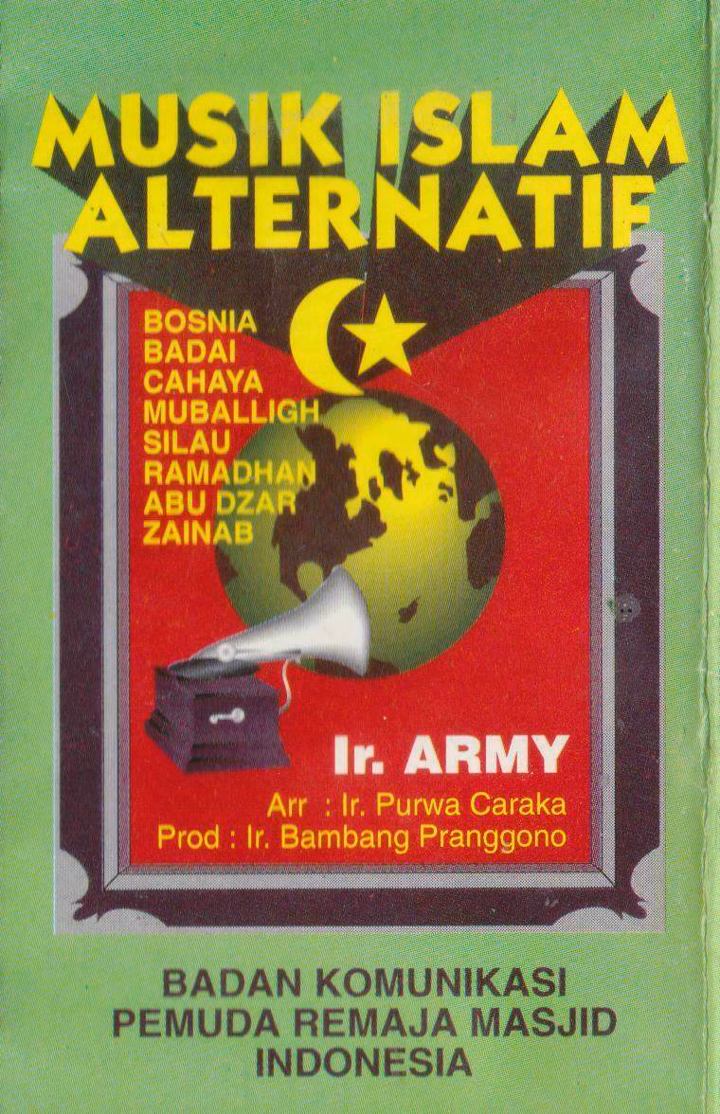 MUSIK ISLAM
ALTERNATIF
BOSNIA
BADAI
CAHAYA
MUBALLIGH
SILAU
RAMADHAN
ABU DZAR
ZAINAB
Ir. ARMY
Arr : Ir. Purwa Caraka
Prod : Ir. Bambang Pranggono
BADAN KOMUNIKASI
PEMUDA REMAJA MASJID
INDONESIA